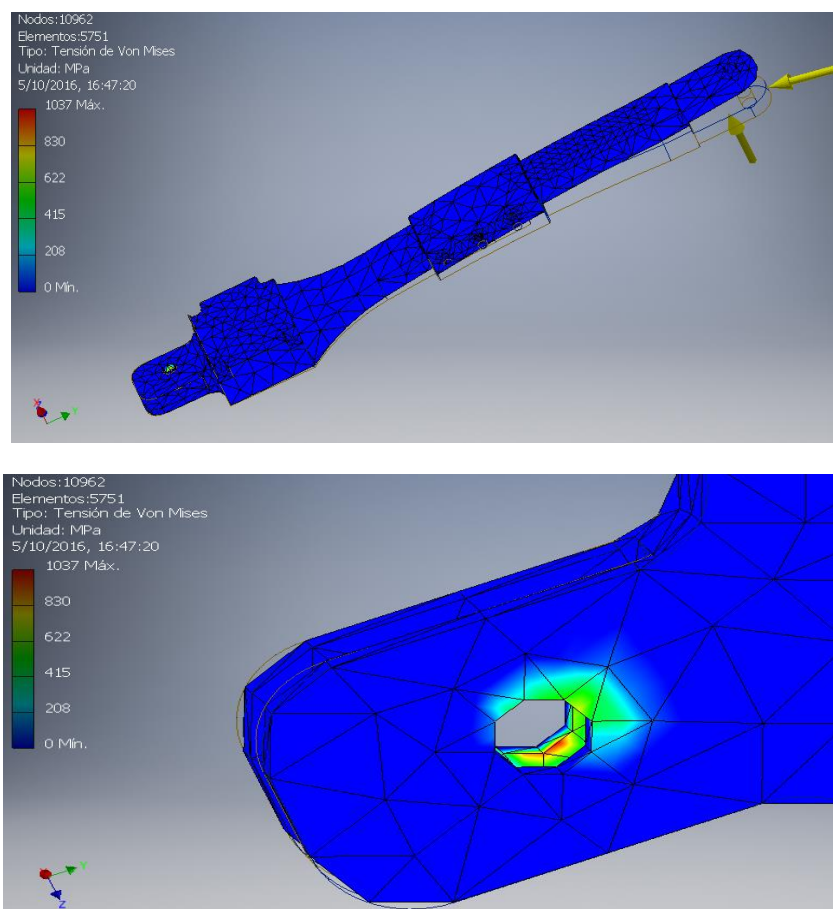 Nodos:10962
Elementos:5751
Tipo: Tensión de Von Mises
Unidad: MPa
5/10/2016, 16:47:20
1037 Máx.
830
622
415
208
0 Mín.
Y
Nodos:10962
Elementos:5751
Tipo: Tensión de Von Mises
Unidad: MPa
5/10/2016, 16:47:20
1037 Máx.
830
622
415
208
0 Mín.
Y
Z